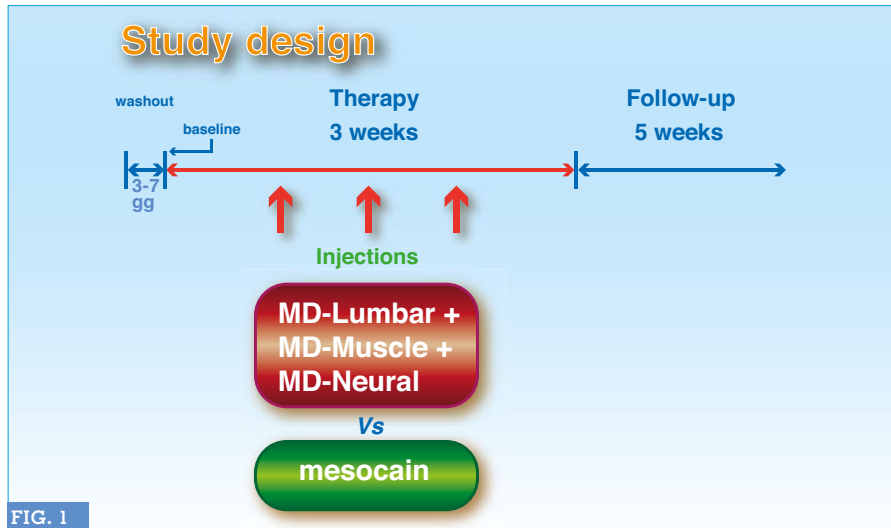 Study design
washout
Therapy
3 weeks
Follow-up
5 weeks
baseline
3-7
gg
Injections
MD-Lumbar +
MD-Muscle +
MD-Neural
Vs
mesocain
FIG. 1